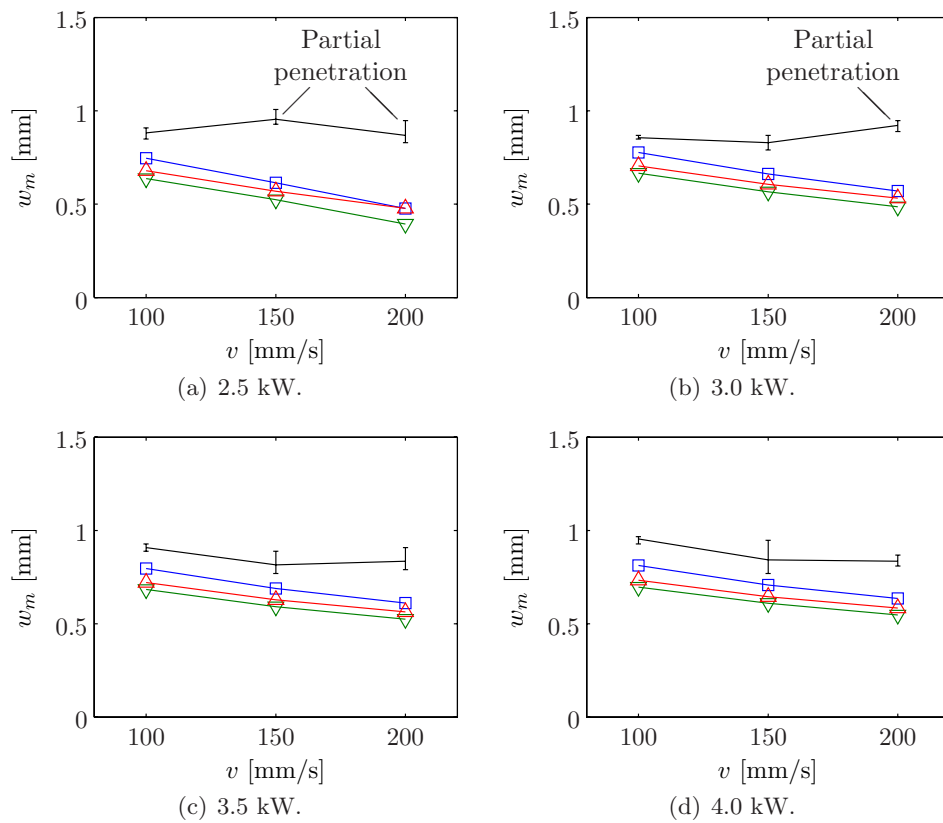 1.5
Partial
penetration
1
w_m [mm]
0.5
0
100 150 200
v [mm/s]
(a) 2.5 kW.
1.5
Partial
penetration
1
w_m [mm]
0.5
0
100 150 200
v [mm/s]
(b) 3.0 kW.
1.5
1
w_m [mm]
0.5
0
100 150 200
v [mm/s]
(c) 3.5 kW.
1.5
1
w_m [mm]
0.5
0
100 150 200
v [mm/s]
(d) 4.0 kW.